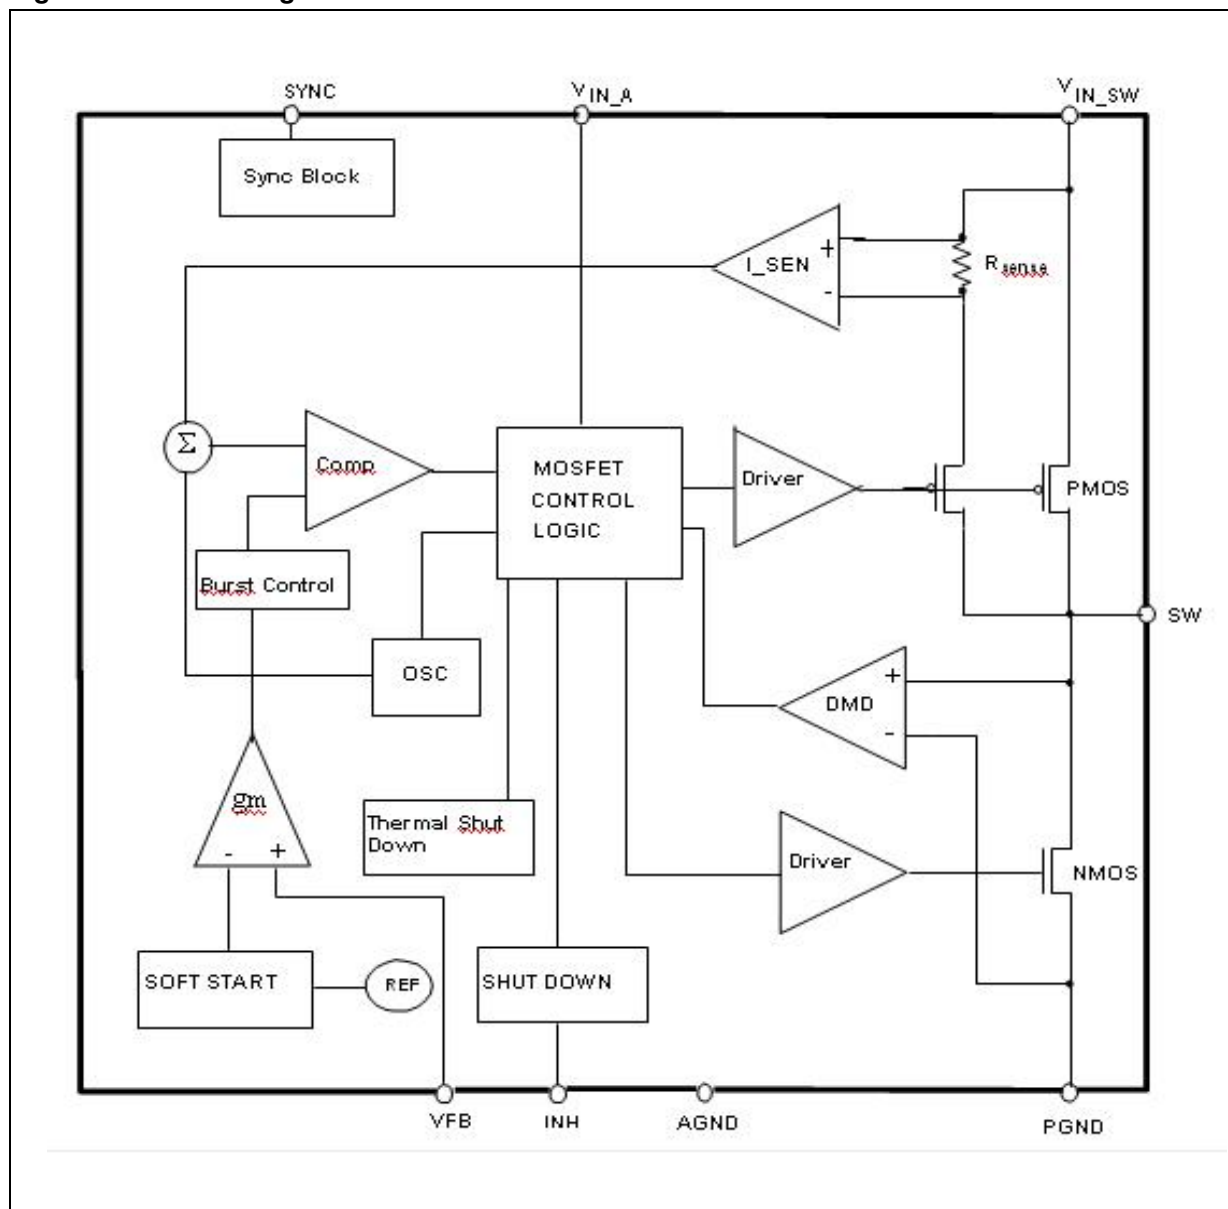 SYNC
VIN_A
VIN_SW
Sync Block
+
I_SEN
-
Rsense
Σ
Comp
MOSFET
CONTROL
LOGIC
Driver
PMOS
Burst Control
SW
OSC
+
DMD
-
gm
- +
Thermal Shut
Down
Driver
NMOS
SOFT START
REF
SHUT DOWN
VFB
INH
AGND
PGND